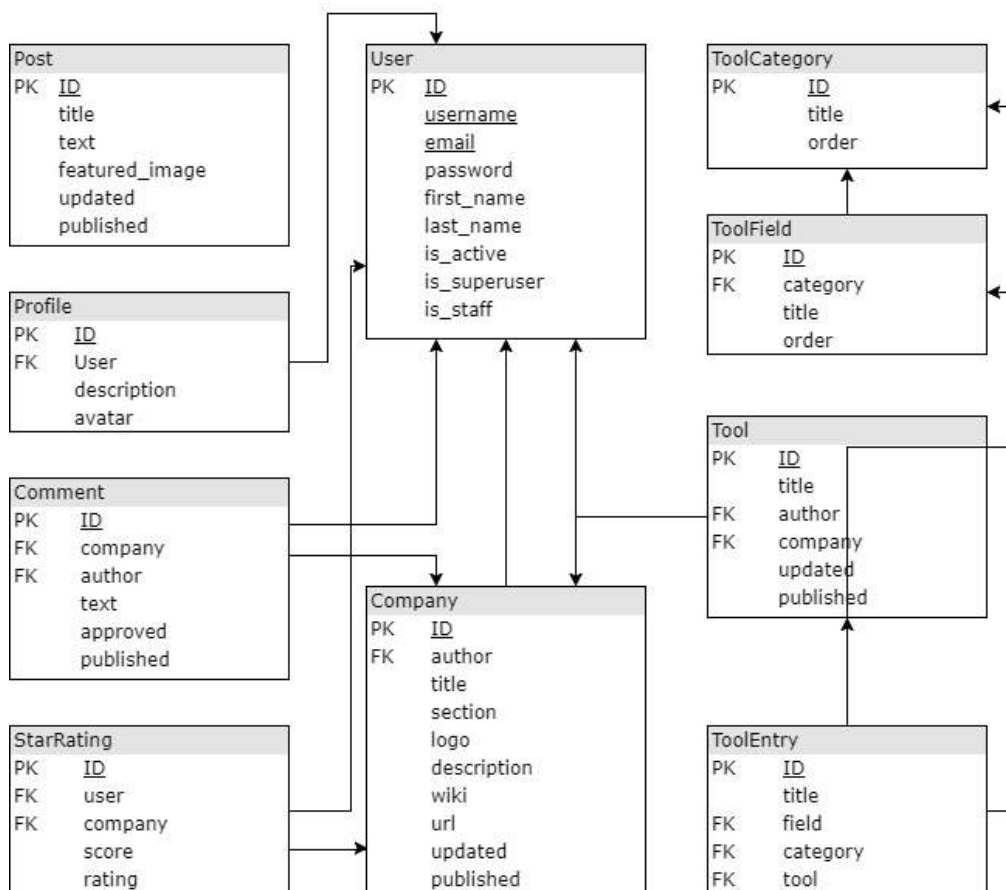 Post
PK ID
title
text
featured_image
updated
published
Profile
PK ID
FK User
description
avatar
Comment
PK ID
FK company
FK author
text
approved
published
StarRating
PK ID
FK user
FK company
score
rating
User
PK ID
username
email
password
first_name
last_name
is_active
is_superuser
is_staff
Company
PK ID
FK author
title
section
logo
description
wiki
url
updated
published
ToolCategory
PK ID
title
order
ToolField
PK ID
FK category
title
order
Tool
PK ID
title
FK author
FK company
updated
published
ToolEntry
PK ID
title
FK field
FK category
FK tool